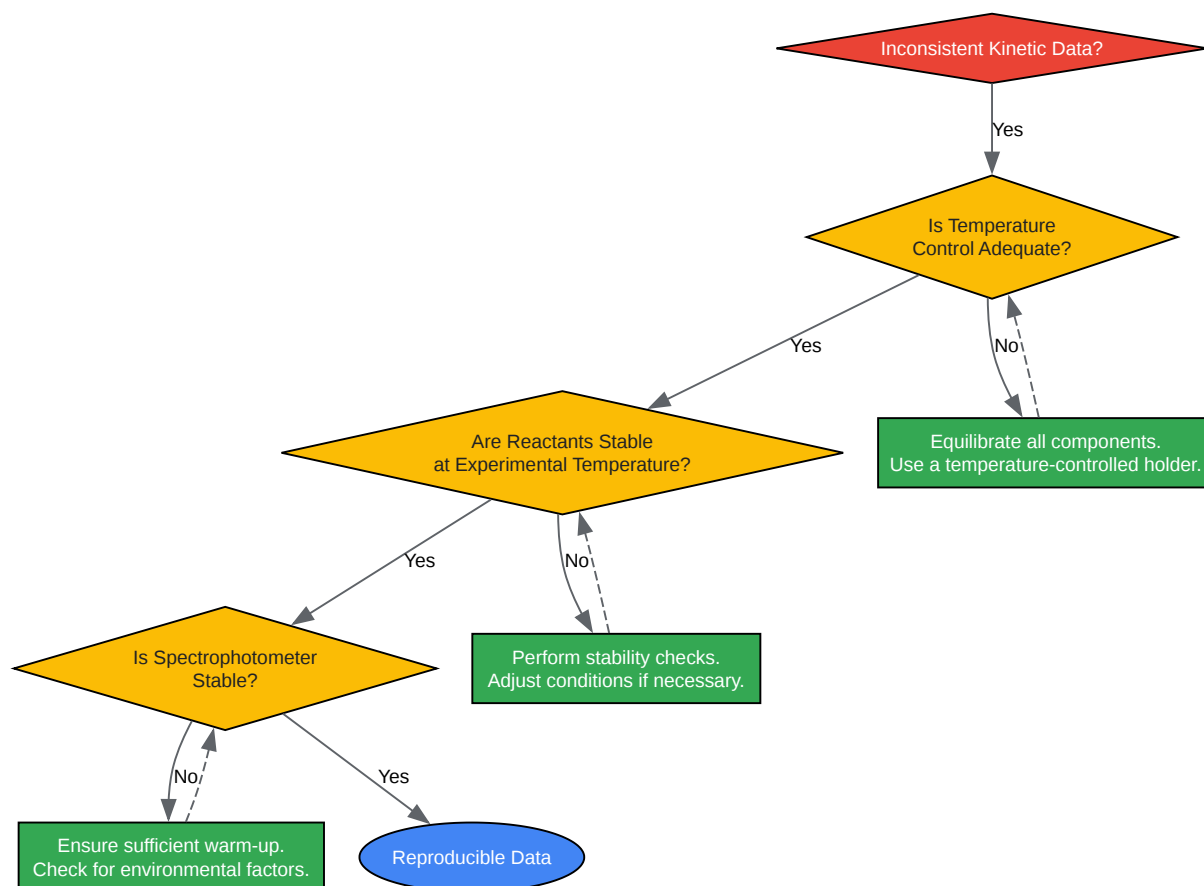 Inconsistent Kinetic Data?
Yes
Is Temperature
Control Adequate?
Yes
No
Equilibrate all components.
Use a temperature-controlled holder.
Are Reactants Stable
at Experimental Temperature?
Yes
No
Perform stability checks.
Adjust conditions if necessary.
Is Spectrophotometer
Stable?
No
Yes
Ensure sufficient warm-up.
Check for environmental factors.
Reproducible Data